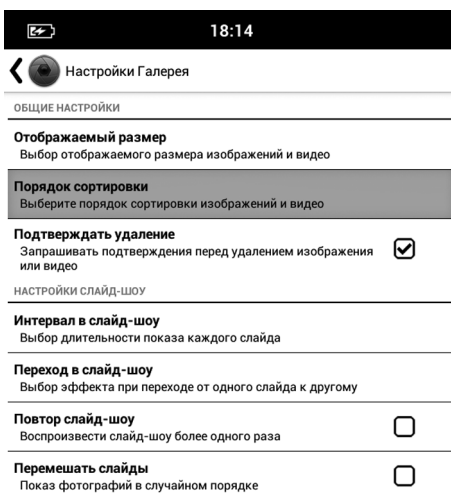 18:14
Настройки Галерея
ОБЩИЕ НАСТРОЙКИ
Отображаемый размер
Выбор отображаемого размера изображений и видео
Порядок сортировки
Выберите порядок сортировки изображений и видео
Подтверждать удаление
Запрашивать подтверждения перед удалением изображения
или видео
НАСТРОЙКИ СЛАЙД-ШОУ
Интервал в слайд-шоу
Выбор длительности показа каждого слайда
Переход в слайд-шоу
Выбор эффекта при переходе от одного слайда к другому
Повтор слайд-шоу
Воспроизвести слайд-шоу более одного раза
Перемешать слайды
Показ фотографий в случайном порядке